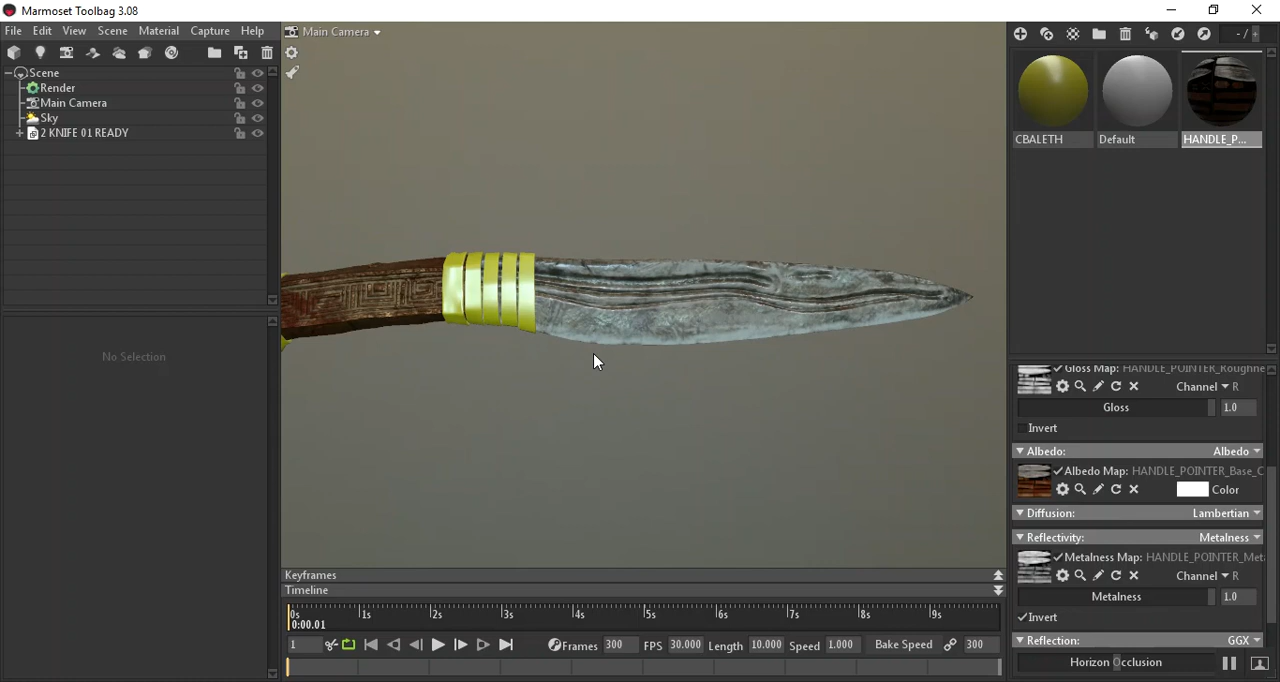 Marmoset Toolbag 3.08
File Edit View Scene Material Capture Help
Main Camera
- / +
Scene
Render
Main Camera
Sky
2 KNIFE 01 READY
CBALETH
Default
HANDLE_P...
No Selection
Gloss Map: HANDLE_POINTER_Roughne
Channel R
Gloss 1.0
Invert
Albedo: Albedo
Albedo Map: HANDLE_POINTER_Base_C
Color
Diffusion: Lambertian
Reflectivity: Metalness
Metalness Map: HANDLE_POINTER_Meta
Channel R
Metalness 1.0
Invert
Reflection: GGX
Horizon Occlusion
Keyframes
Timeline
0s 1s 2s 3s 4s 5s 6s 7s 8s 9s
0:00.01
1 Frames 300 FPS 30.000 Length 10.000 Speed 1.000 Bake Speed 300